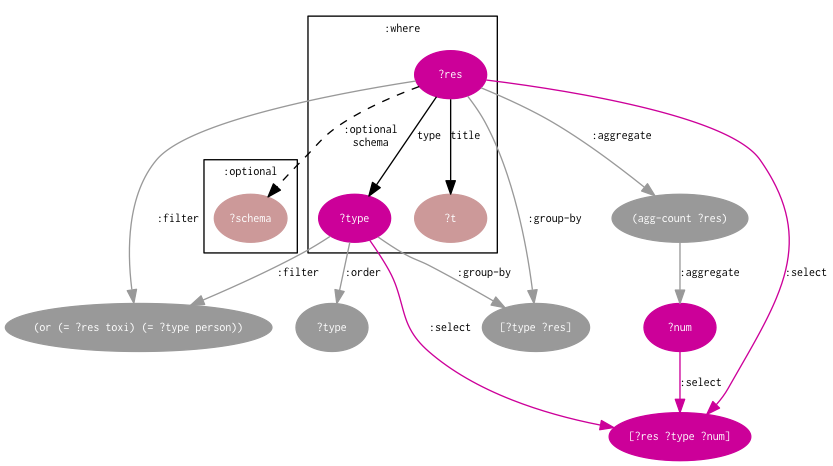 :where
?res
:optional
schema
type
title
:aggregate
:optional
?schema
?type
?t
(agg-count ?res)
:filter
:group-by
:filter
:order
:group-by
:aggregate
:select
(or (= ?res toxi) (= ?type person))
?type
[?type ?res]
?num
:select
:select
[?res ?type ?num]